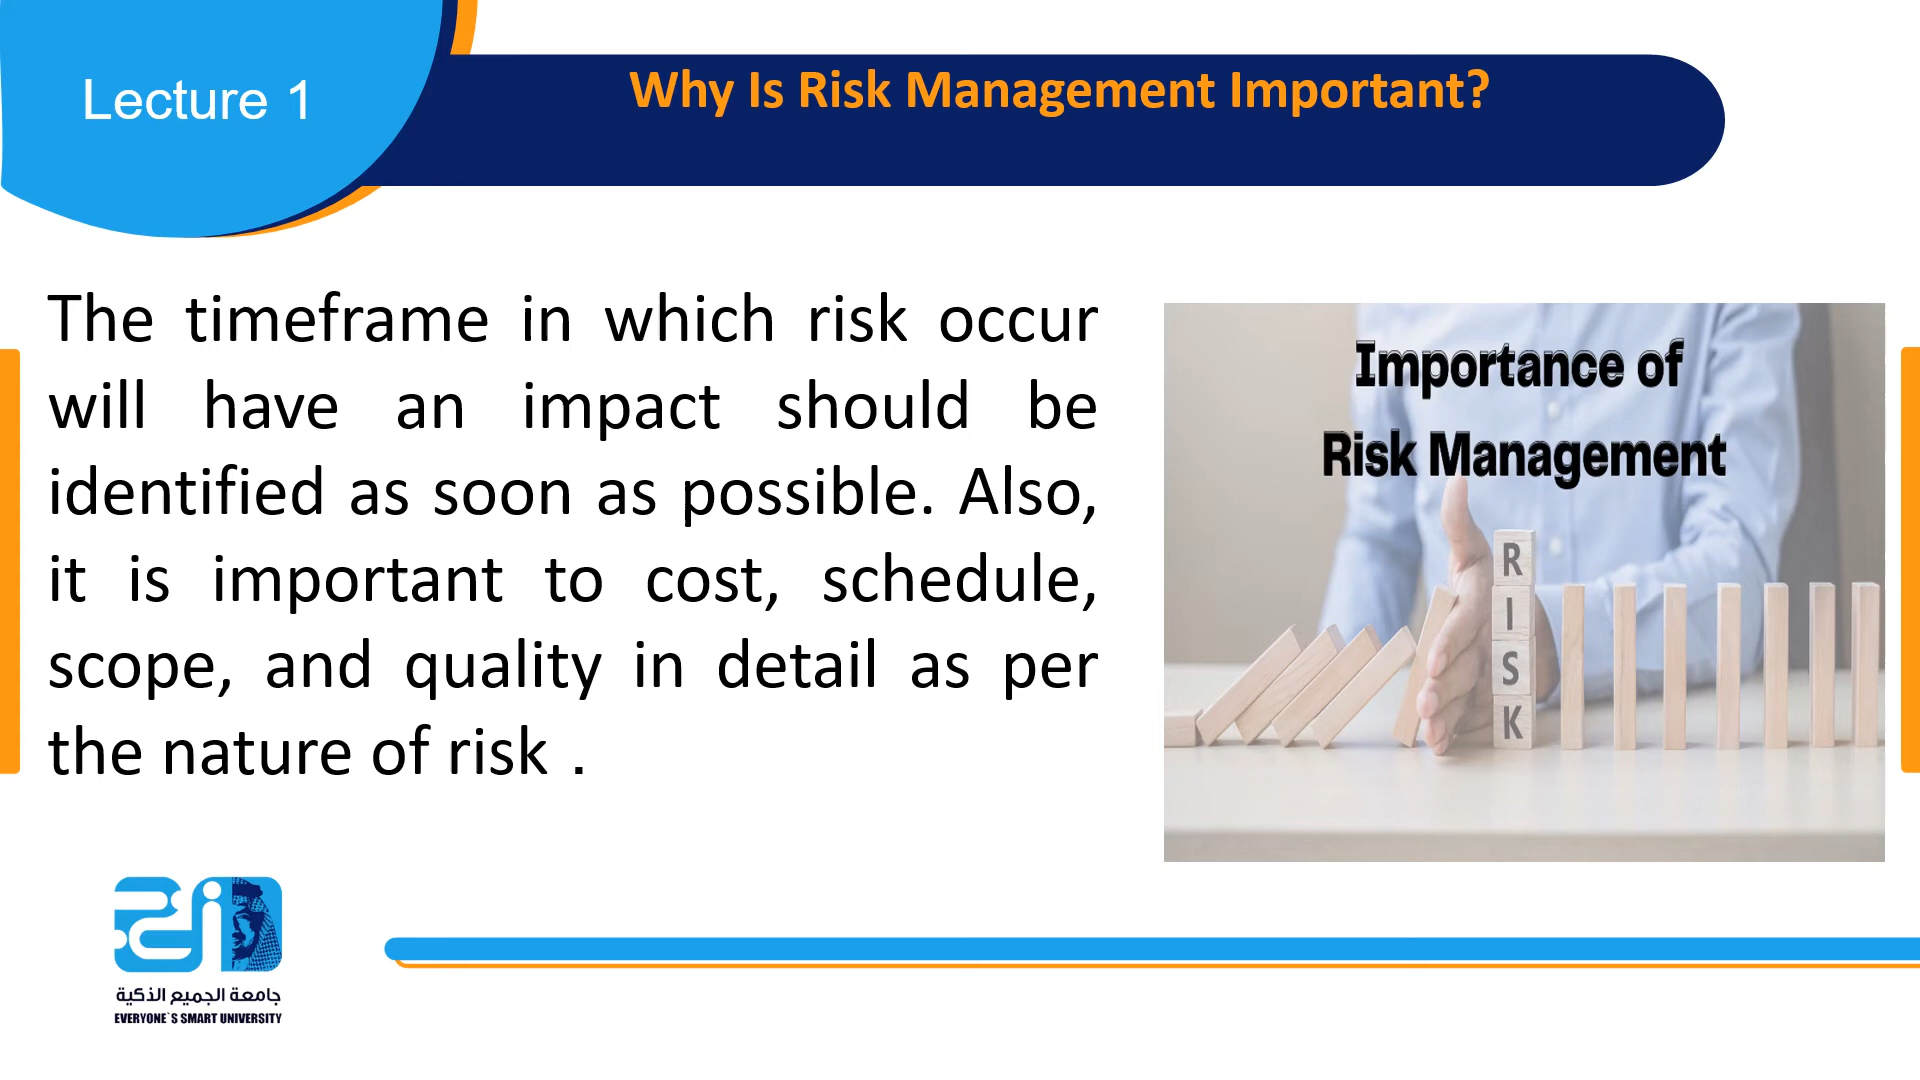 Lecture 1
Why Is Risk Management Important?
The timeframe in which risk occur
will have an impact should be
identified as soon as possible. Also,
it is important to cost, schedule,
scope, and quality in detail as per
the nature of risk .
Importance of
Risk Management
R
I
S
K
جامعة الجميع الذكية
EVERYONE`S SMART UNIVERSITY